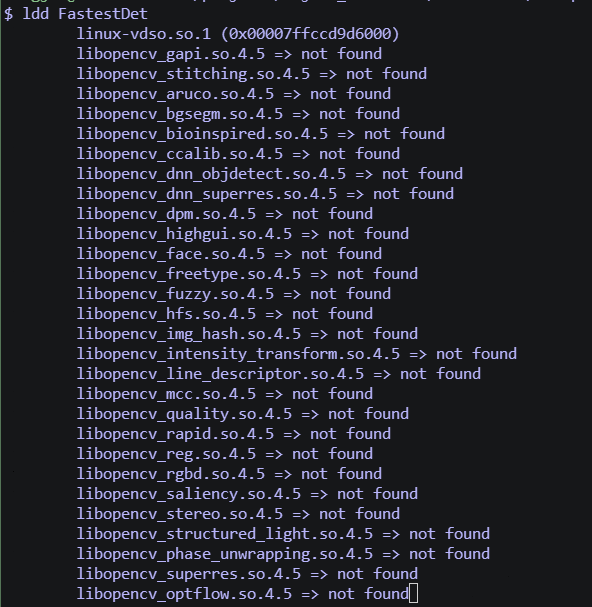 $ ldd FastestDet
linux-vdso.so.1 (0x00007ffccd9d6000)
libopencv_gapi.so.4.5 => not found
libopencv_stitching.so.4.5 => not found
libopencv_aruco.so.4.5 => not found
libopencv_bgsegm.so.4.5 => not found
libopencv_bioinspired.so.4.5 => not found
libopencv_ccalib.so.4.5 => not found
libopencv_dnn_objdetect.so.4.5 => not found
libopencv_dnn_superres.so.4.5 => not found
libopencv_dpm.so.4.5 => not found
libopencv_highgui.so.4.5 => not found
libopencv_face.so.4.5 => not found
libopencv_freetype.so.4.5 => not found
libopencv_fuzzy.so.4.5 => not found
libopencv_hfs.so.4.5 => not found
libopencv_img_hash.so.4.5 => not found
libopencv_intensity_transform.so.4.5 => not found
libopencv_line_descriptor.so.4.5 => not found
libopencv_mcc.so.4.5 => not found
libopencv_quality.so.4.5 => not found
libopencv_rapid.so.4.5 => not found
libopencv_reg.so.4.5 => not found
libopencv_rgbd.so.4.5 => not found
libopencv_saliency.so.4.5 => not found
libopencv_stereo.so.4.5 => not found
libopencv_structured_light.so.4.5 => not found
libopencv_phase_unwrapping.so.4.5 => not found
libopencv_superres.so.4.5 => not found
libopencv_optflow.so.4.5 => not found